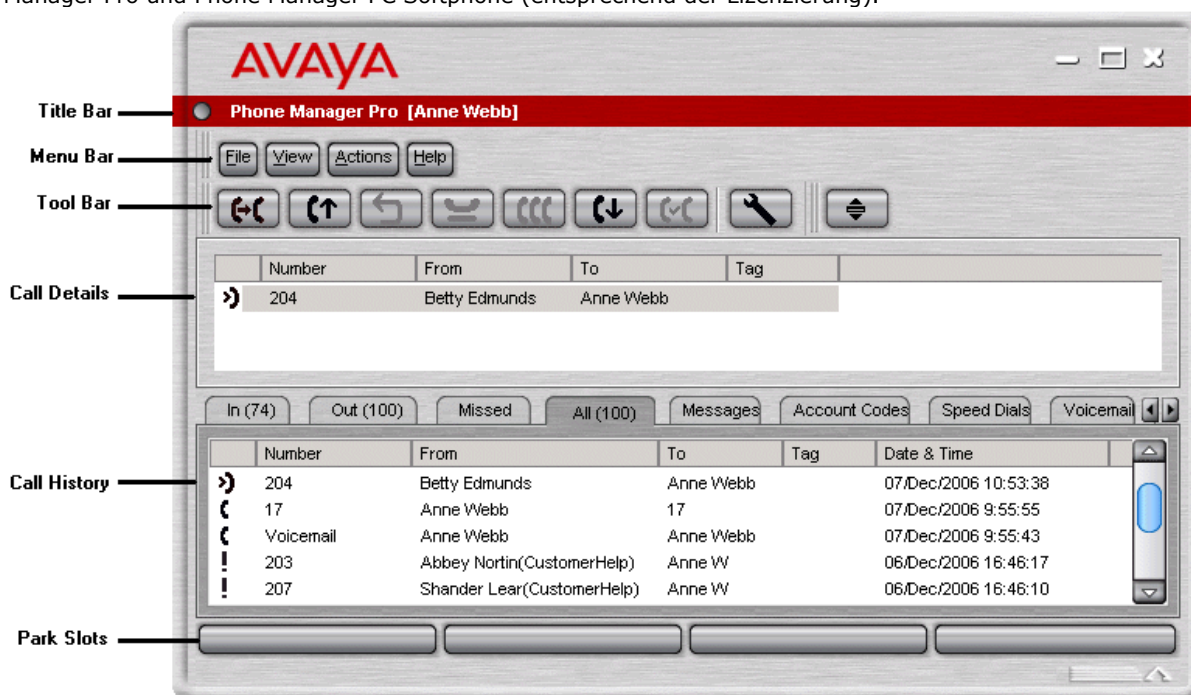 Manager Pro und Phone Manager PC Softphone (entsprechend der Lizenzierung).
AVAYA
Title Bar
Phone Manager Pro [Anne Webb]
Menu Bar
File View Actions Help
Tool Bar
Number From To Tag
Call Details
204 Betty Edmunds Anne Webb
In (74) Out (100) Missed All (100) Messages Account Codes Speed Dials Voicemail
Number From To Tag Date & Time
Call History
204 Betty Edmunds Anne Webb 07/Dec/2006 10:53:38
17 Anne Webb 17 07/Dec/2006 9:55:55
Voicemail Anne Webb Anne Webb 07/Dec/2006 9:55:43
203 Abbey Nortin(CustomerHelp) Anne W 06/Dec/2006 16:46:17
207 Shander Lear(CustomerHelp) Anne W 06/Dec/2006 16:46:10
Park Slots